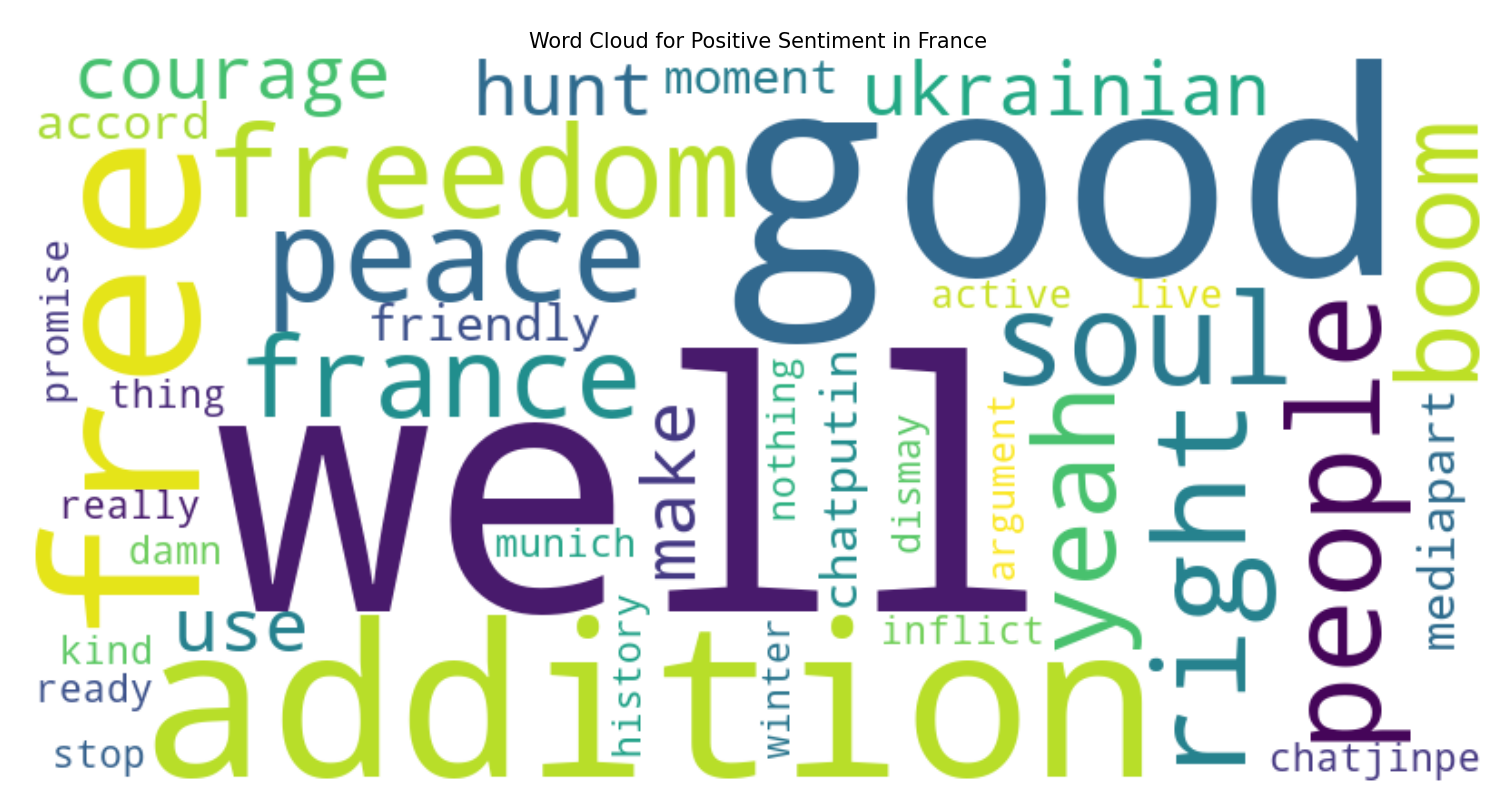 Word Cloud for Positive Sentiment in France
courage
hunt
moment
ukrainian
accord
freedom
good
boom
free
peace
promise
friendly
active
live
soul
people
thing
france
well
make
nothing
chatputin
dismay
argument
yeah
right
mediapart
really
damn
munich
use
kind
ready
addition
history
winter
inflict
stop
chatjinpe